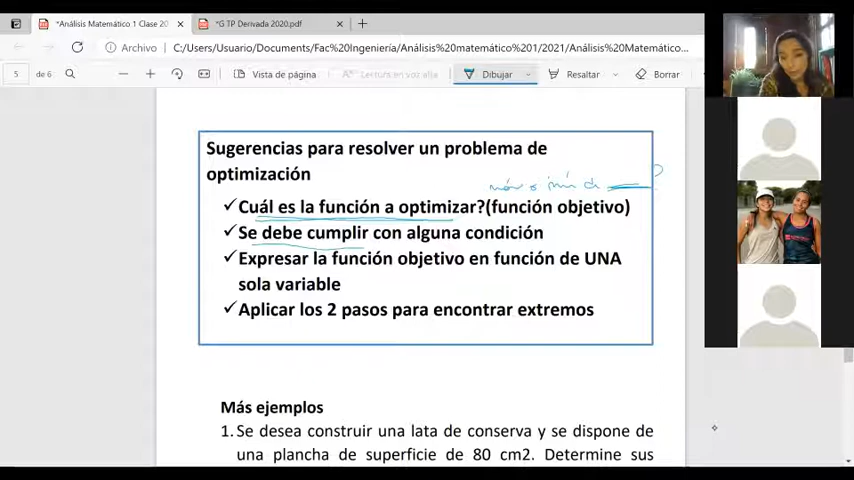 *Análisis Matemático 1 Clase 20
*G TP Derivada 2020.pdf
Archivo
C:/Users/Usuario/Documents/Fac%20Ingeniería/Análisis%20matemático%201/2021/Análisis%20Matemático...
5 de 6
Vista de página
Lectura en voz alta
Dibujar
Resaltar
Borrar
Sugerencias para resolver un problema de
optimización
máx o mín de ?
✓Cuál es la función a optimizar?(función objetivo)
✓Se debe cumplir con alguna condición
✓Expresar la función objetivo en función de UNA
sola variable
✓Aplicar los 2 pasos para encontrar extremos
Más ejemplos
1. Se desea construir una lata de conserva y se dispone de
una plancha de superficie de 80 cm2. Determine sus